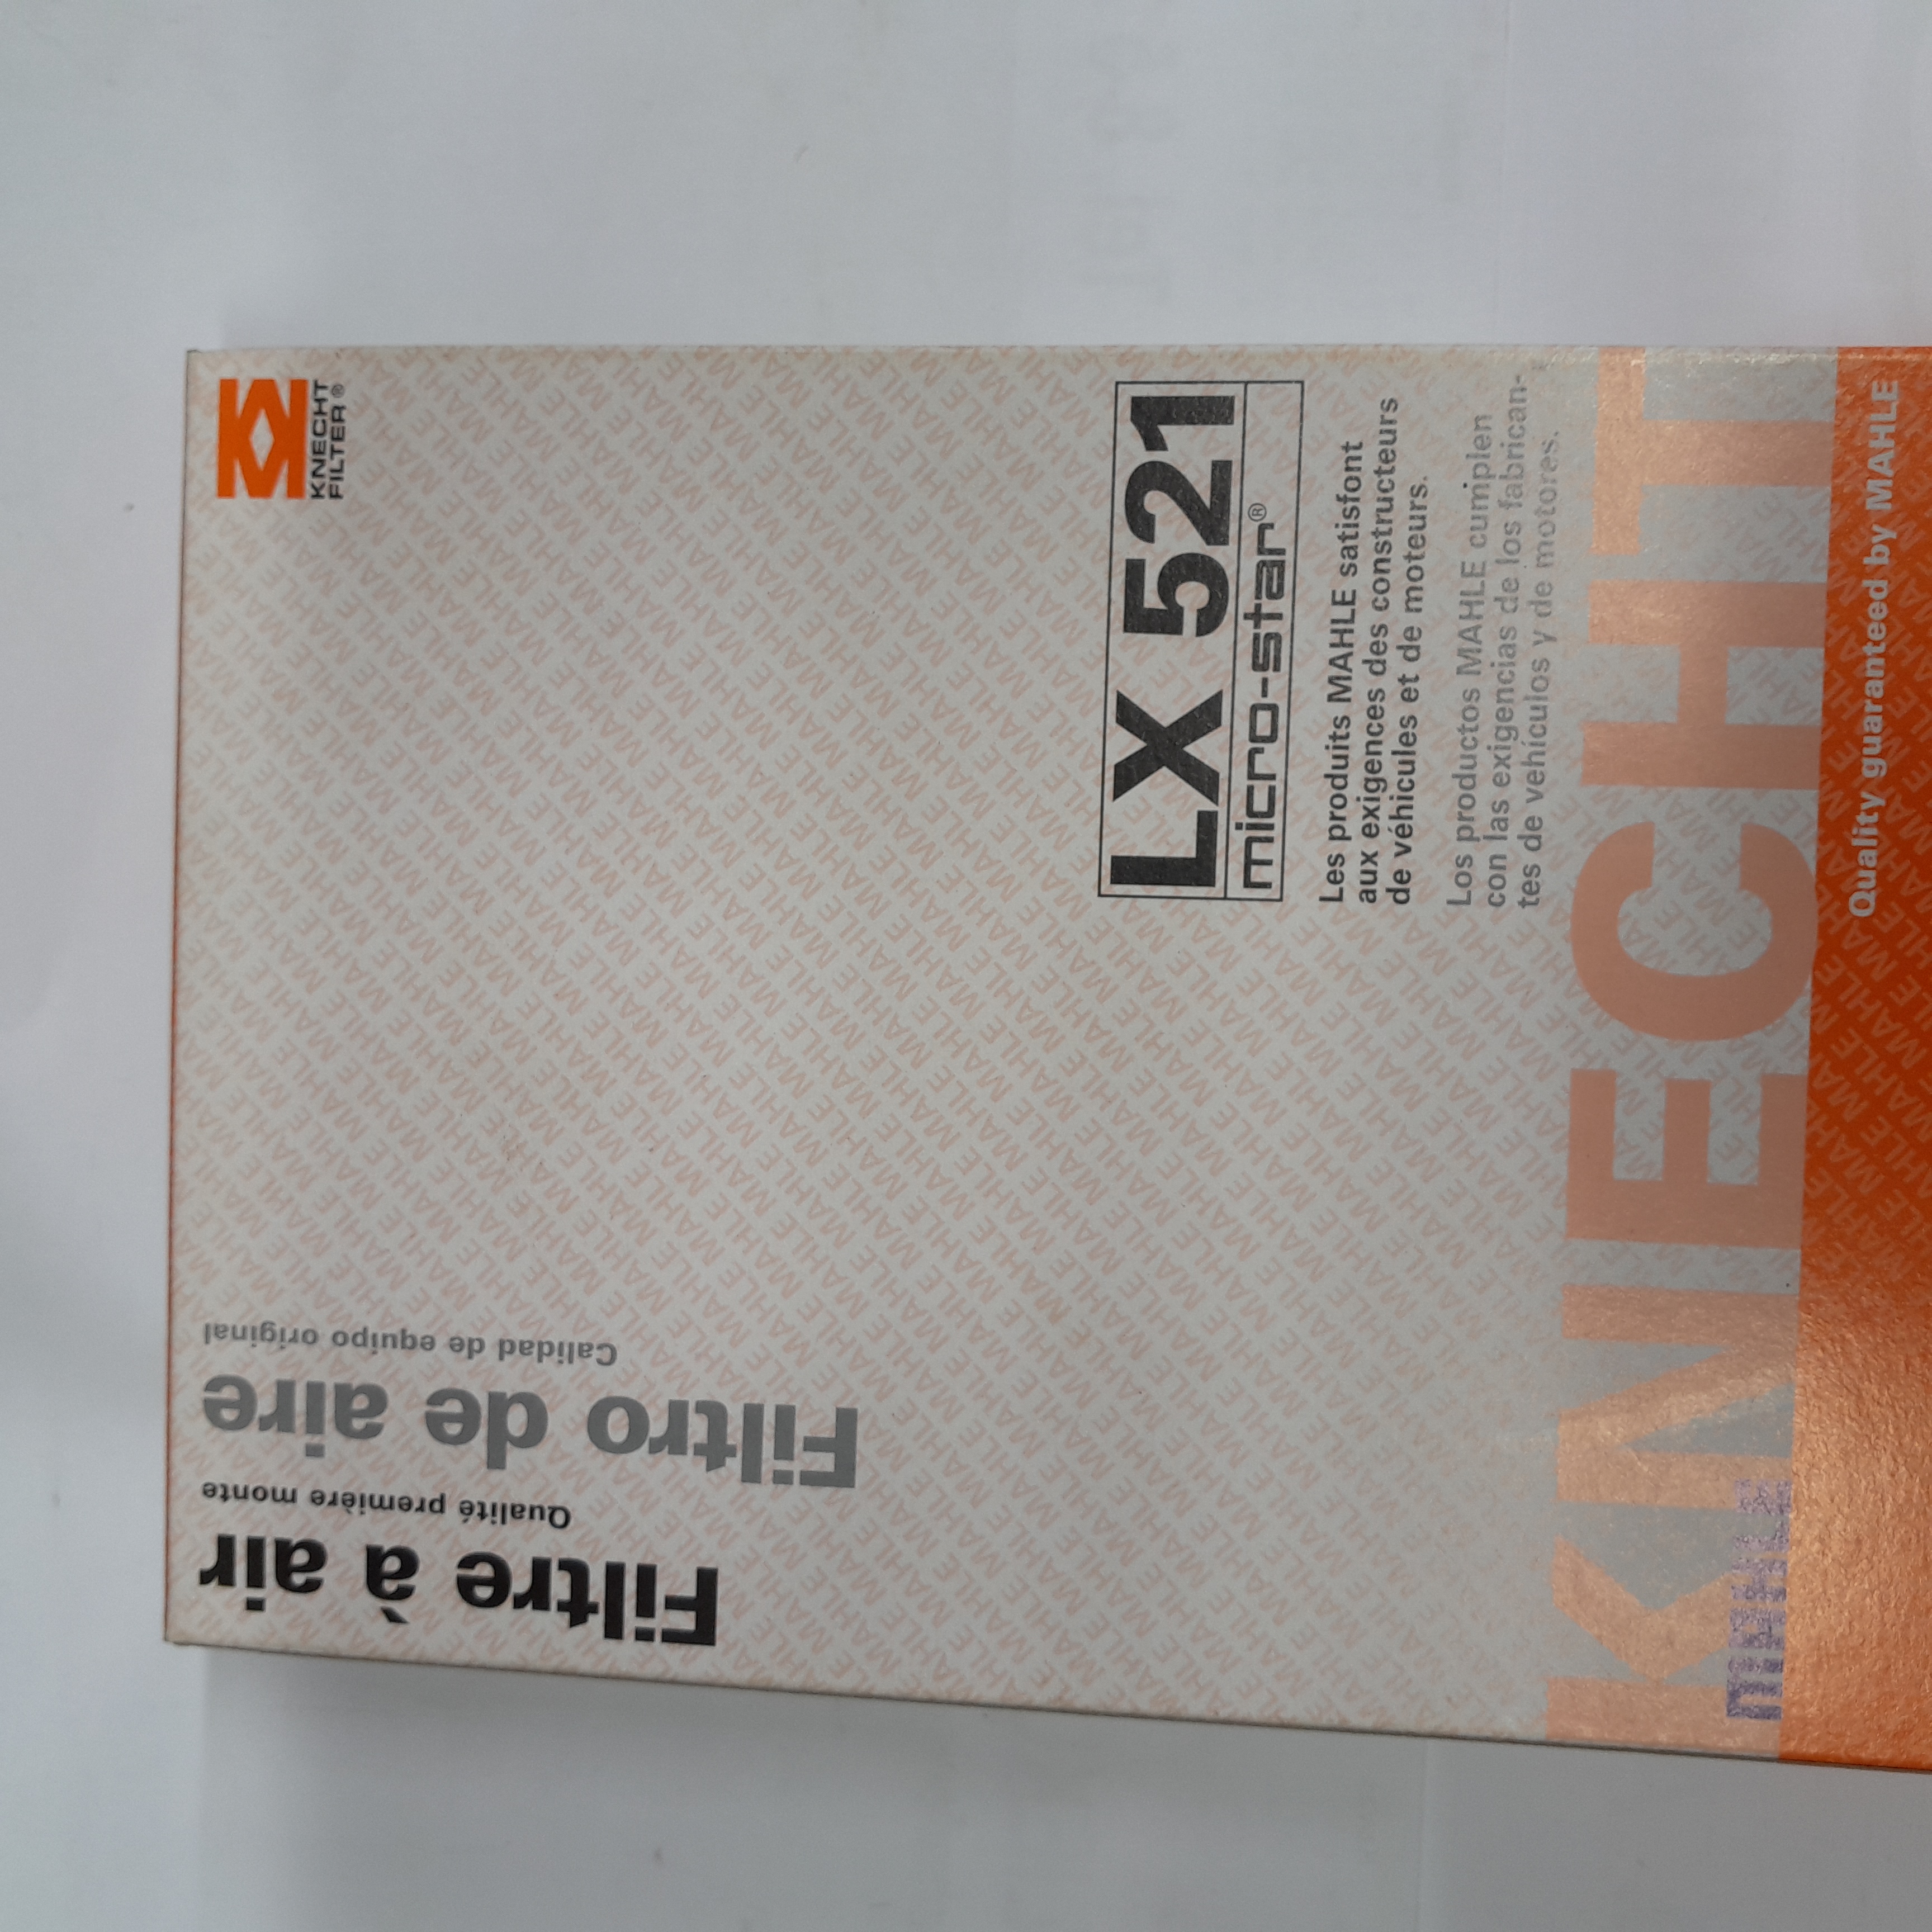 KNECHT
FILTER®
LX 521
micro-star®
Les produits MAHLE satisfont
aux exigences des constructeurs
de véhicules et de moteurs.
Los productos MAHLE cumplen
con las exigencias de los fabrican-
tes de vehículos y de motores.
KNECHT
MAHLE
Quality guaranteed by MAHLE
Filtre à air
Qualité première monte
Filtro de aire
Calidad de equipo original